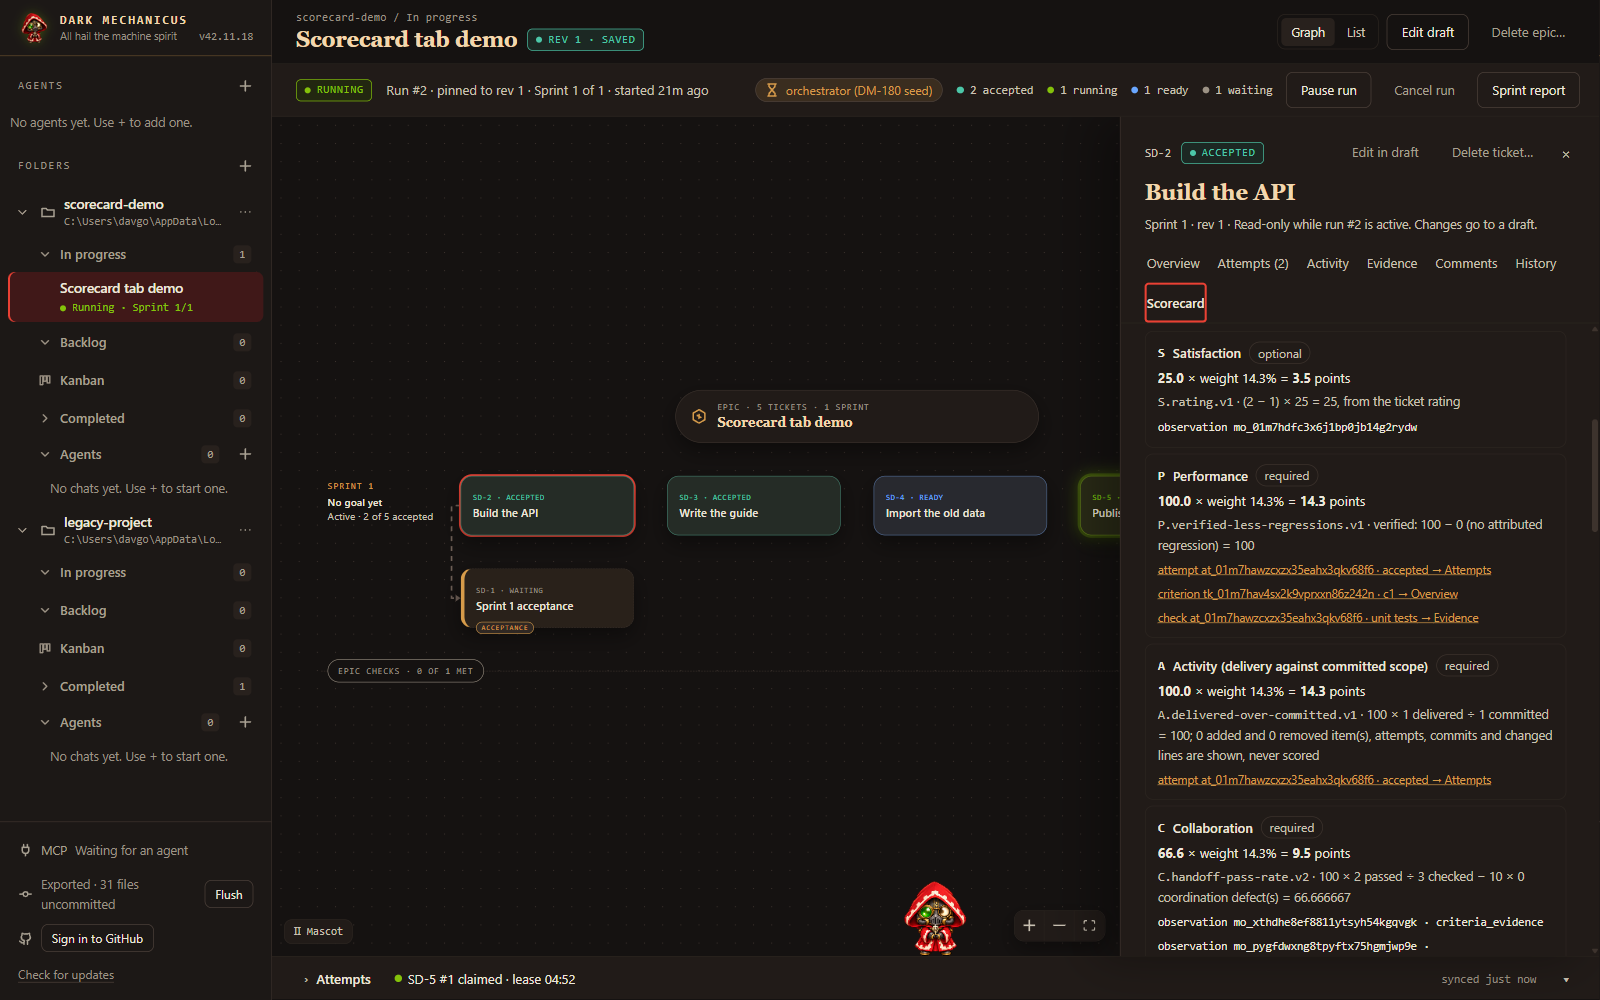 DARK MECHANICUS
All hail the machine spirit v42.11.18
AGENTS
No agents yet. Use + to add one.
FOLDERS
scorecard-demo
C:\Users\davgo\AppData\Lo…
In progress 1
Scorecard tab demo
Running · Sprint 1/1
Backlog 0
Kanban 0
Completed 0
Agents 0
No chats yet. Use + to start one.
legacy-project
C:\Users\davgo\AppData\Lo…
In progress 0
Backlog 0
Kanban 0
Completed 1
Agents 0
No chats yet. Use + to start one.
MCP Waiting for an agent
Exported · 31 files
uncommitted
Flush
Sign in to GitHub
Check for updates
scorecard-demo / In progress
Scorecard tab demo
REV 1 · SAVED
Graph
List
Edit draft
Delete epic...
RUNNING
Run #2 · pinned to rev 1 · Sprint 1 of 1 · started 21m ago
orchestrator (DM-180 seed)
2 accepted
1 running
1 ready
1 waiting
Pause run
Cancel run
Sprint report
EPIC · 5 TICKETS · 1 SPRINT
Scorecard tab demo
SPRINT 1
No goal yet
Active · 2 of 5 accepted
SD-2 · ACCEPTED
Build the API
SD-3 · ACCEPTED
Write the guide
SD-4 · READY
Import the old data
SD-5 ·
Publis
SD-1 · WAITING
Sprint 1 acceptance
ACCEPTANCE
EPIC CHECKS · 0 OF 1 MET
Mascot
SD-2
ACCEPTED
Edit in draft
Delete ticket...
×
Build the API
Sprint 1 · rev 1 · Read-only while run #2 is active. Changes go to a draft.
Overview
Attempts (2)
Activity
Evidence
Comments
History
Scorecard
S Satisfaction optional
25.0 × weight 14.3% = 3.5 points
S.rating.v1 · (2 − 1) × 25 = 25, from the ticket rating
observation mo_01m7hdfc3x6j1bp0jb14g2rydw
P Performance required
100.0 × weight 14.3% = 14.3 points
P.verified-less-regressions.v1 · verified: 100 − 0 (no attributed
regression) = 100
attempt at_01m7hawzcxzx35eahx3qkv68f6 · accepted → Attempts
criterion tk_01m7hav4sx2k9vprxxn86z242n · c1 → Overview
check at_01m7hawzcxzx35eahx3qkv68f6 · unit tests → Evidence
A Activity (delivery against committed scope) required
100.0 × weight 14.3% = 14.3 points
A.delivered-over-committed.v1 · 100 × 1 delivered ÷ 1 committed
= 100; 0 added and 0 removed item(s), attempts, commits and changed
lines are shown, never scored
attempt at_01m7hawzcxzx35eahx3qkv68f6 · accepted → Attempts
C Collaboration required
66.6 × weight 14.3% = 9.5 points
C.handoff-pass-rate.v2 · 100 × 2 passed ÷ 3 checked − 10 × 0
coordination defect(s) = 66.666667
observation mo_xthdhe8ef8811ytsyh54kgqvgk · criteria_evidence
observation mo_pygfdwxng8tpyftx75hgmjwp9e ·
Attempts
SD-5 #1 claimed · lease 04:52
synced just now